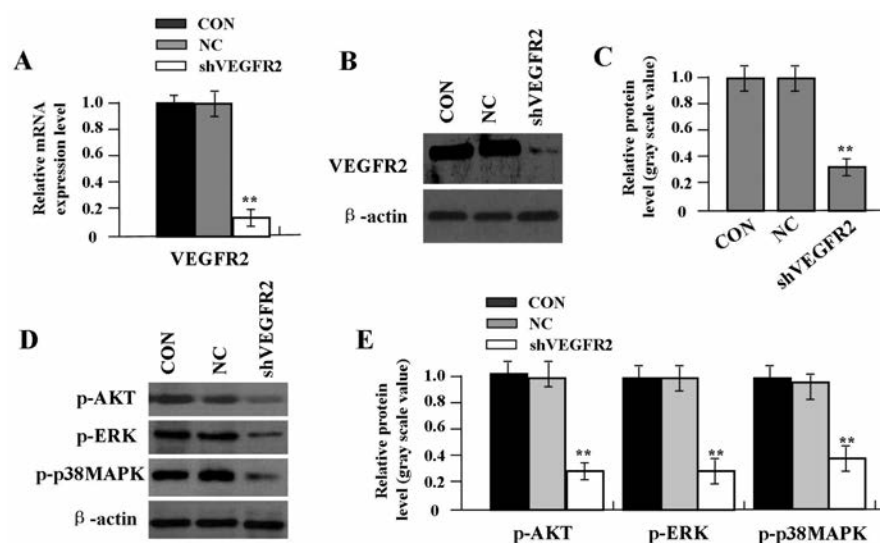 A
CON
NC
shVEGFR2
Relative mRNA
expression level
1.0
0.8
0.6
0.4
0.2
0
**
VEGFR2
B
CON
NC
shVEGFR2
VEGFR2
β-actin
C
Relative protein
level (gray scale value)
1.0
0.8
0.6
0.4
0.2
0
**
CON
NC
shVEGFR2
D
CON
NC
shVEGFR2
p-AKT
p-ERK
p-p38MAPK
β-actin
E
CON
NC
shVEGFR2
Relative protein
level (gray scale value)
1.0
0.8
0.6
0.4
0.2
0
**
**
**
p-AKT
p-ERK
p-p38MAPK